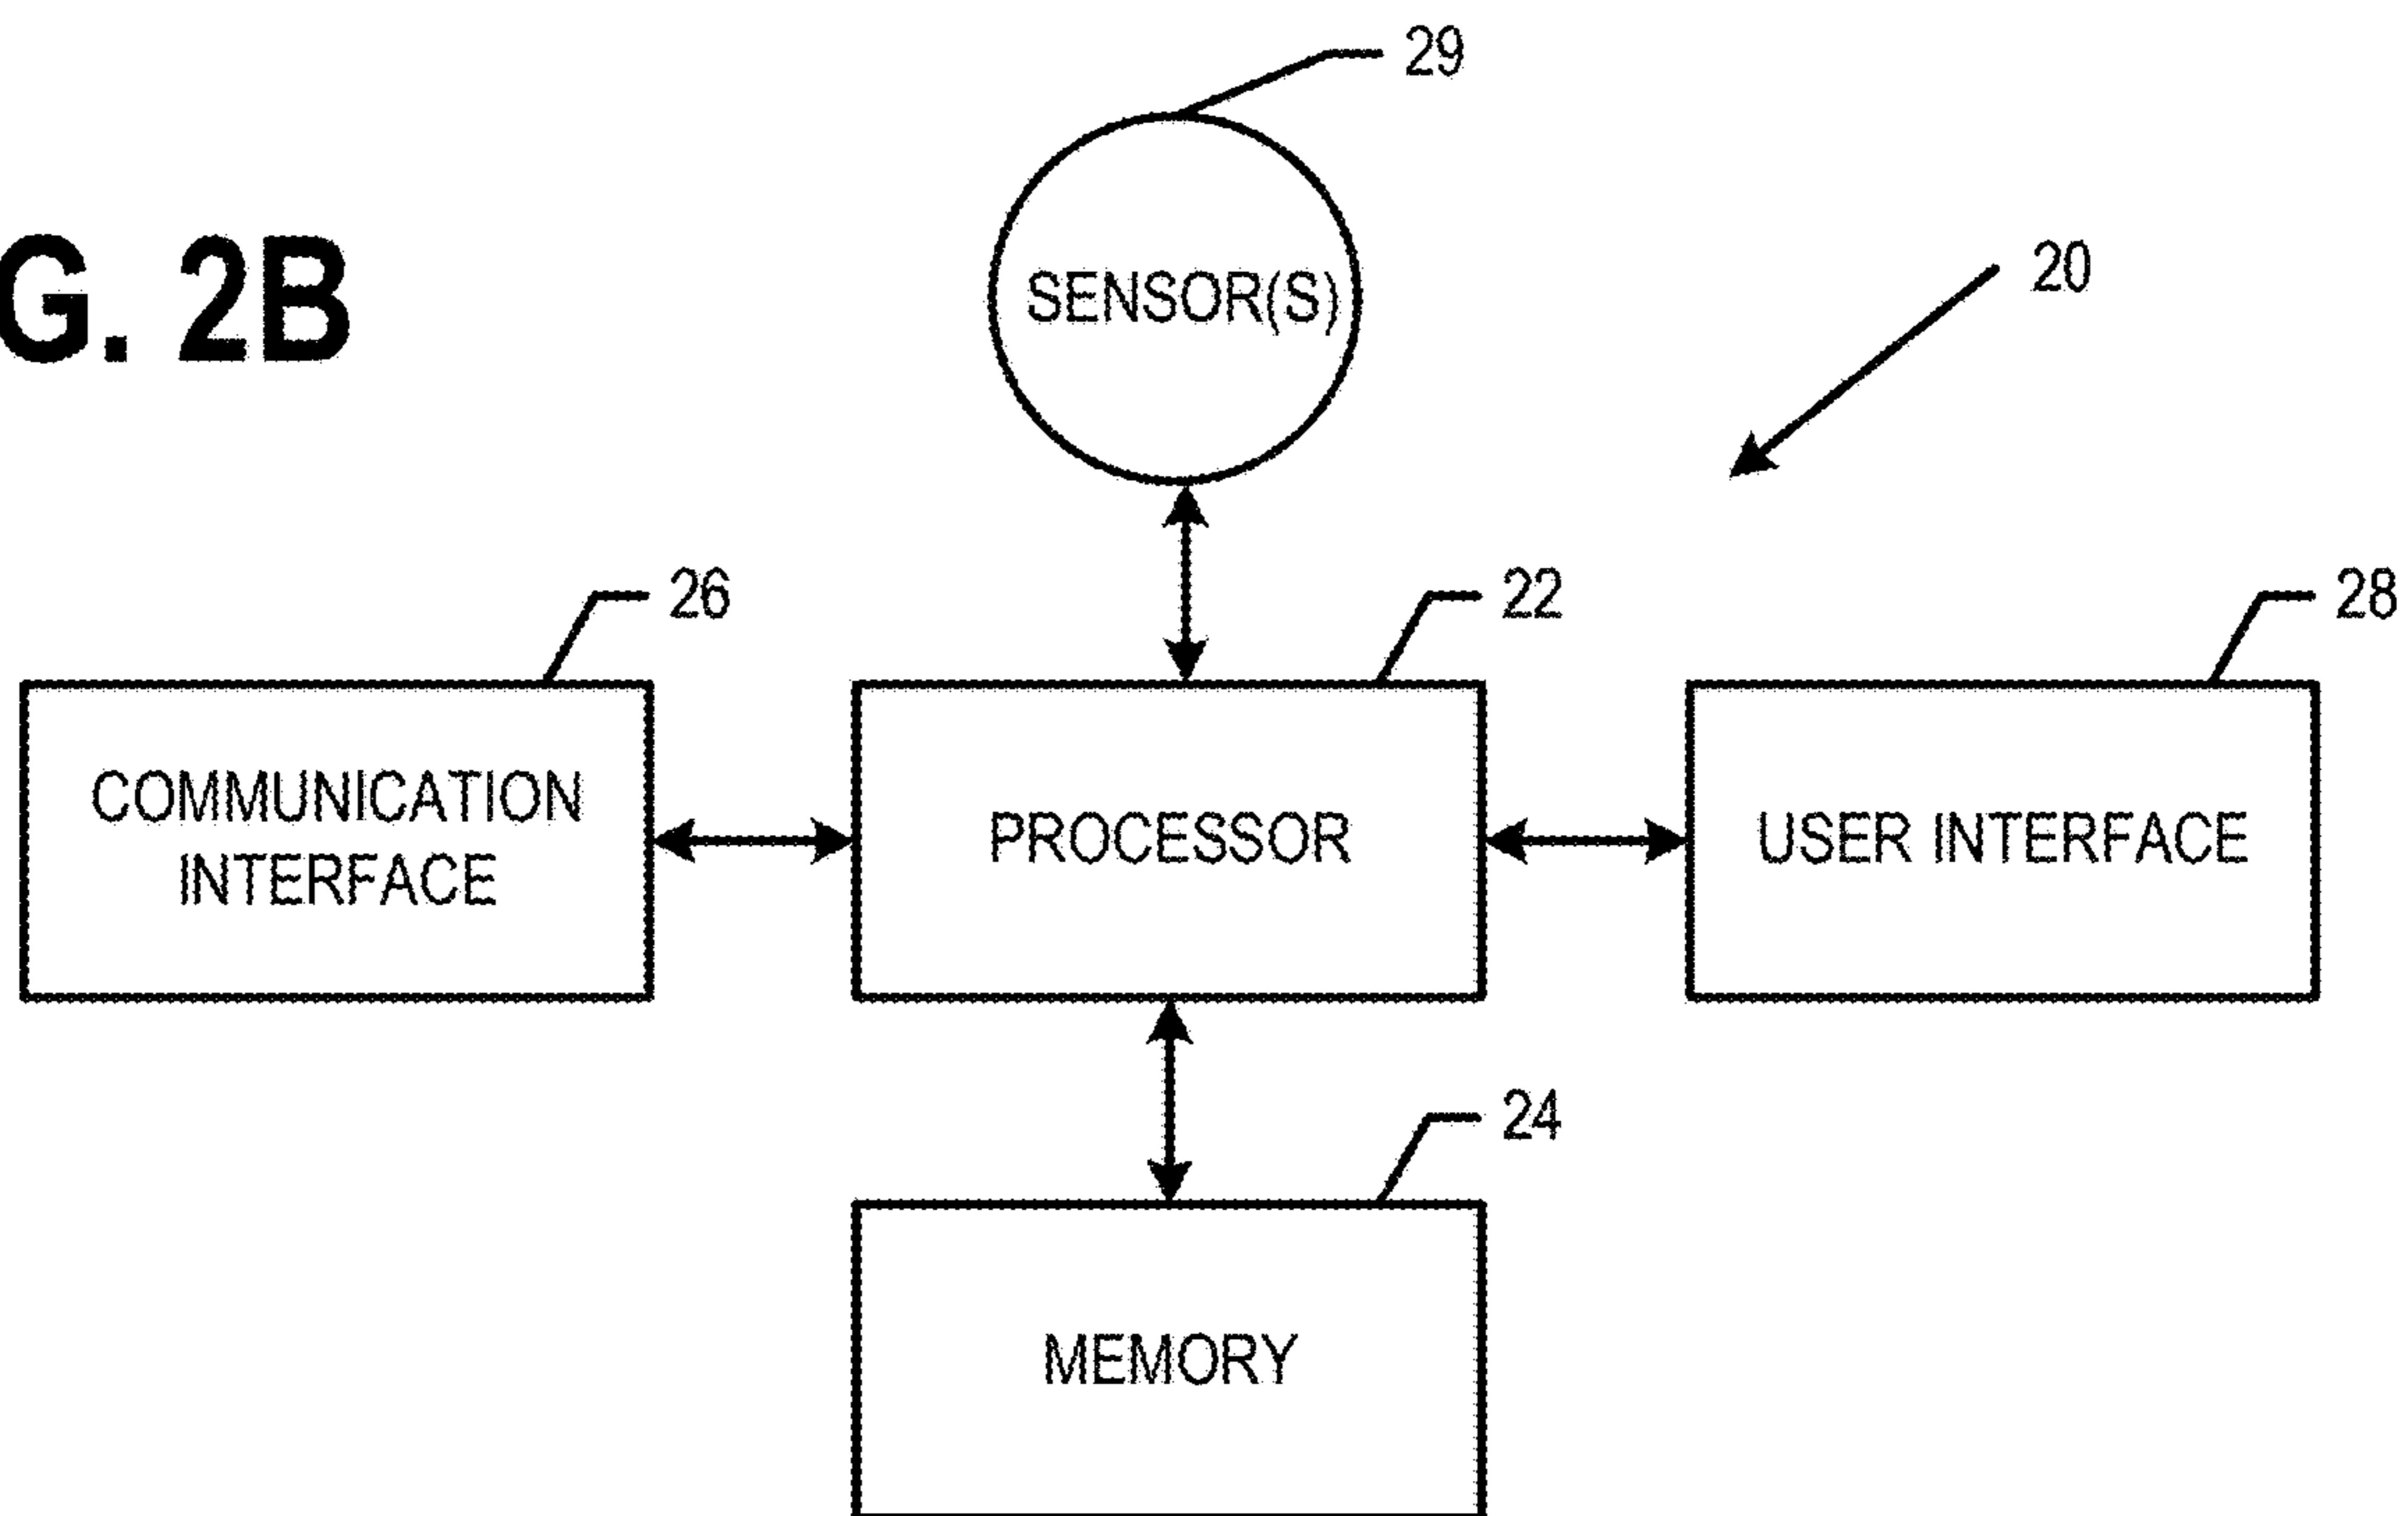 29
G. 2B
SENSOR(S)
20
26
22
28
COMMUNICATION
INTERFACE
PROCESSOR
USER INTERFACE
24
MEMORY